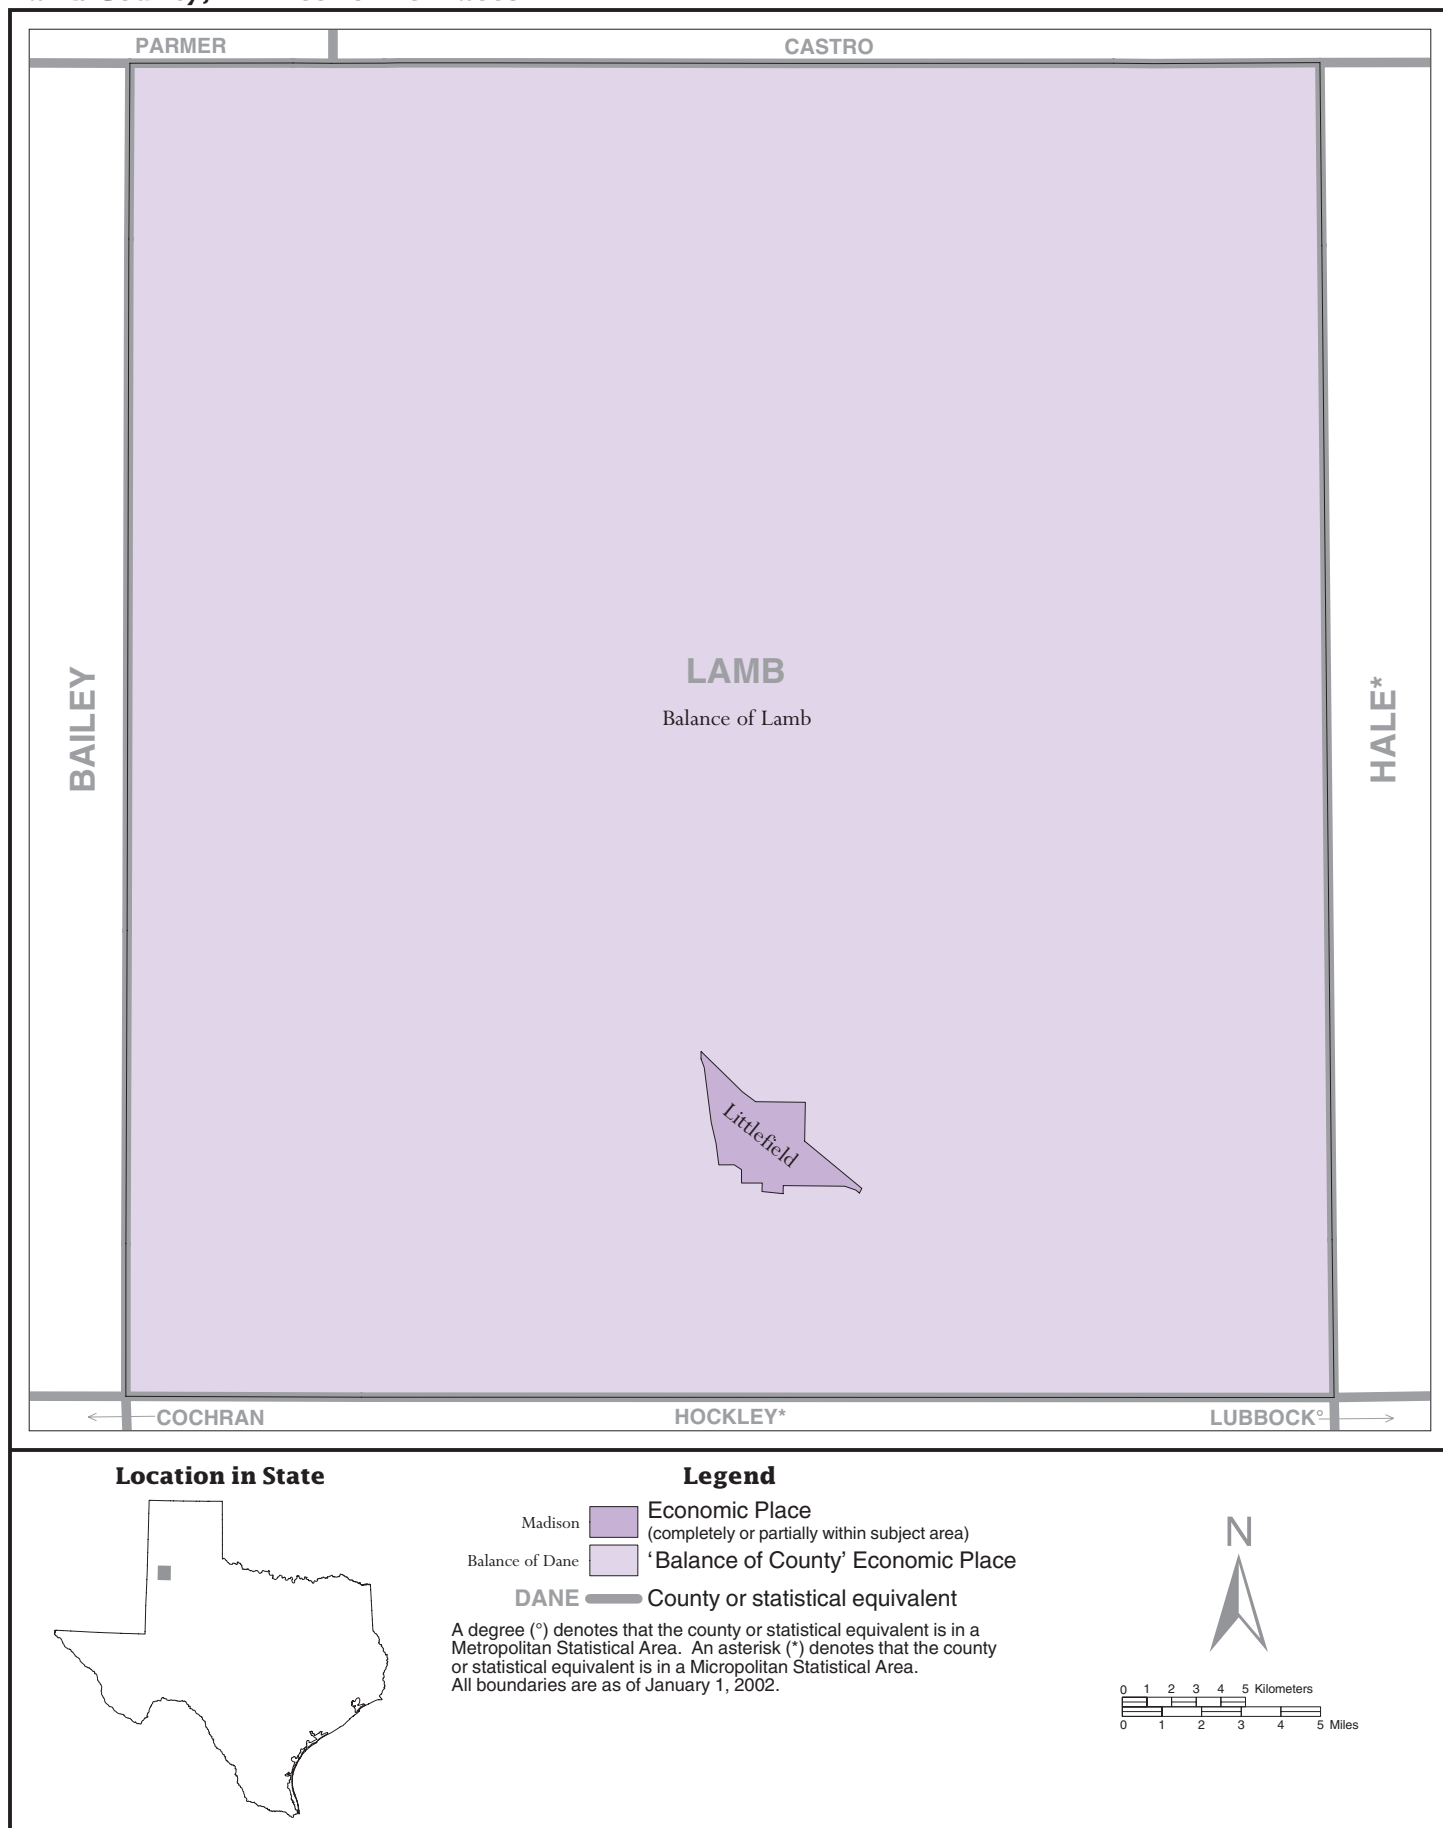 PARMER
CASTRO
BAILEY
LAMB
Balance of Lamb
HALE*
Littlefield
COCHRAN
HOCKLEY*
LUBBOCK°
Location in State
Legend
Madison
Economic Place
(completely or partially within subject area)
Balance of Dane
‘Balance of County’ Economic Place
DANE
County or statistical equivalent
A degree (°) denotes that the county or statistical equivalent is in a
Metropolitan Statistical Area. An asterisk (*) denotes that the county
or statistical equivalent is in a Micropolitan Statistical Area.
All boundaries are as of January 1, 2002.
N
0 1 2 3 4 5 Kilometers
0 1 2 3 4 5 Miles